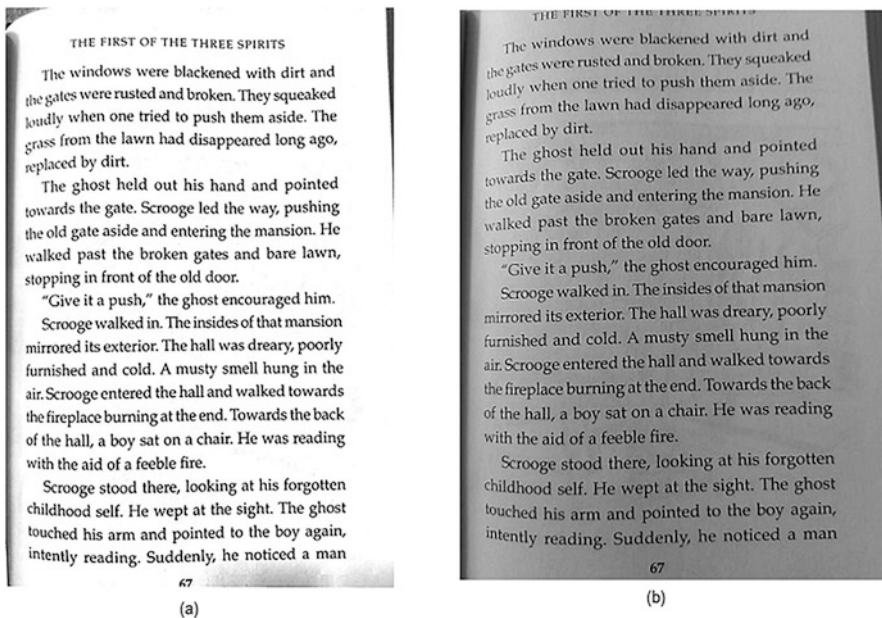 THE FIRST OF THE THREE SPIRITS
The windows were blackened with dirt and
the gates were rusted and broken. They squeaked
loudly when one tried to push them aside. The
grass from the lawn had disappeared long ago,
replaced by dirt.
The ghost held out his hand and pointed
towards the gate. Scrooge led the way, pushing
the old gate aside and entering the mansion. He
walked past the broken gates and bare lawn,
stopping in front of the old door.
"Give it a push," the ghost encouraged him.
Scrooge walked in. The insides of that mansion
mirrored its exterior. The hall was dreary, poorly
furnished and cold. A musty smell hung in the
air. Scrooge entered the hall and walked towards
the fireplace burning at the end. Towards the back
of the hall, a boy sat on a chair. He was reading
with the aid of a feeble fire.
Scrooge stood there, looking at his forgotten
childhood self. He wept at the sight. The ghost
touched his arm and pointed to the boy again,
intently reading. Suddenly, he noticed a man
67
(a)
THE FIRST OF THE THREE SPIRITS
The windows were blackened with dirt and
the gates were rusted and broken. They squeaked
loudly when one tried to push them aside. The
grass from the lawn had disappeared long ago,
replaced by dirt.
The ghost held out his hand and pointed
towards the gate. Scrooge led the way, pushing
the old gate aside and entering the mansion. He
walked past the broken gates and bare lawn,
stopping in front of the old door.
"Give it a push," the ghost encouraged him.
Scrooge walked in. The insides of that mansion
mirrored its exterior. The hall was dreary, poorly
furnished and cold. A musty smell hung in the
air. Scrooge entered the hall and walked towards
the fireplace burning at the end. Towards the back
of the hall, a boy sat on a chair. He was reading
with the aid of a feeble fire.
Scrooge stood there, looking at his forgotten
childhood self. He wept at the sight. The ghost
touched his arm and pointed to the boy again,
intently reading. Suddenly, he noticed a man
67
(b)